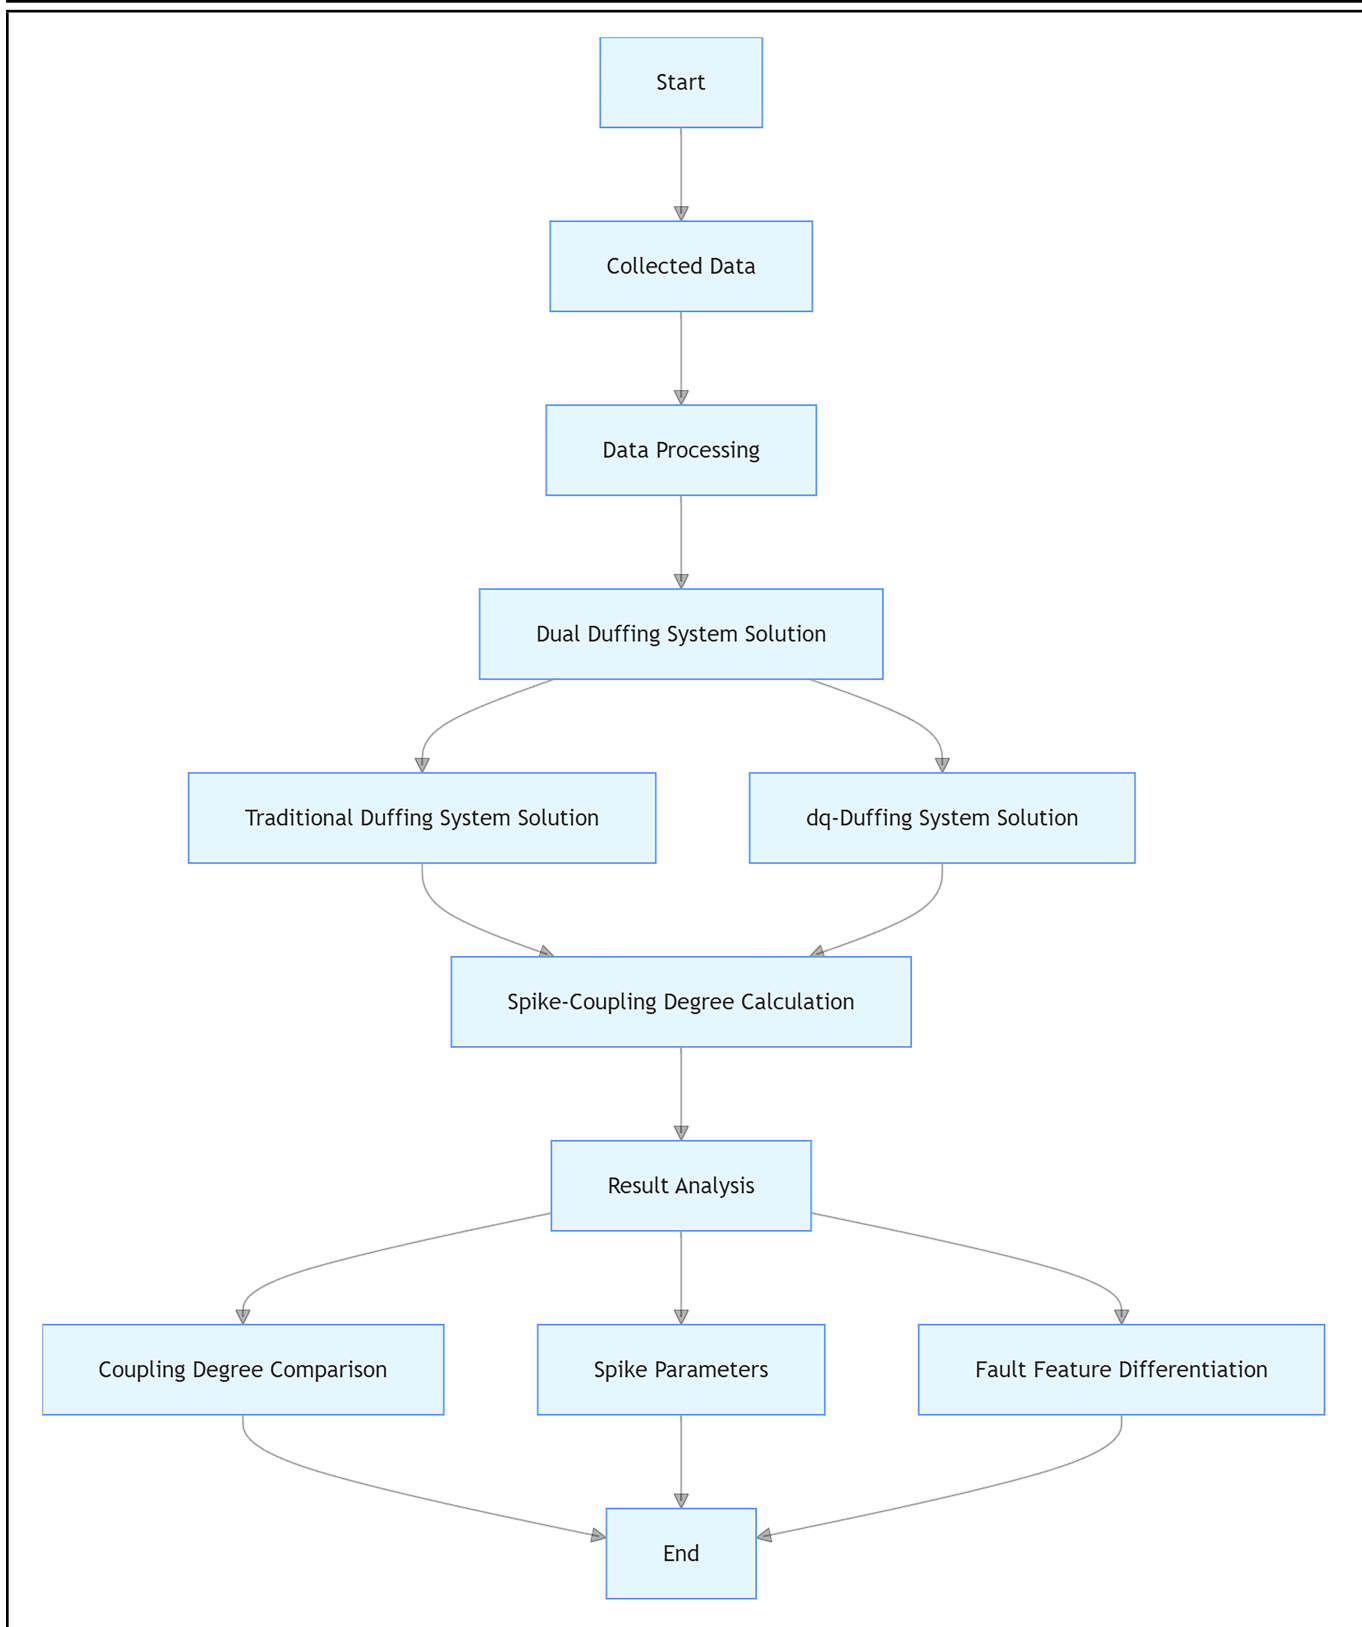 Start
Collected Data
Data Processing
Dual Duffing System Solution
Traditional Duffing System Solution
dq-Duffing System Solution
Spike-Coupling Degree Calculation
Result Analysis
Coupling Degree Comparison
Spike Parameters
Fault Feature Differentiation
End